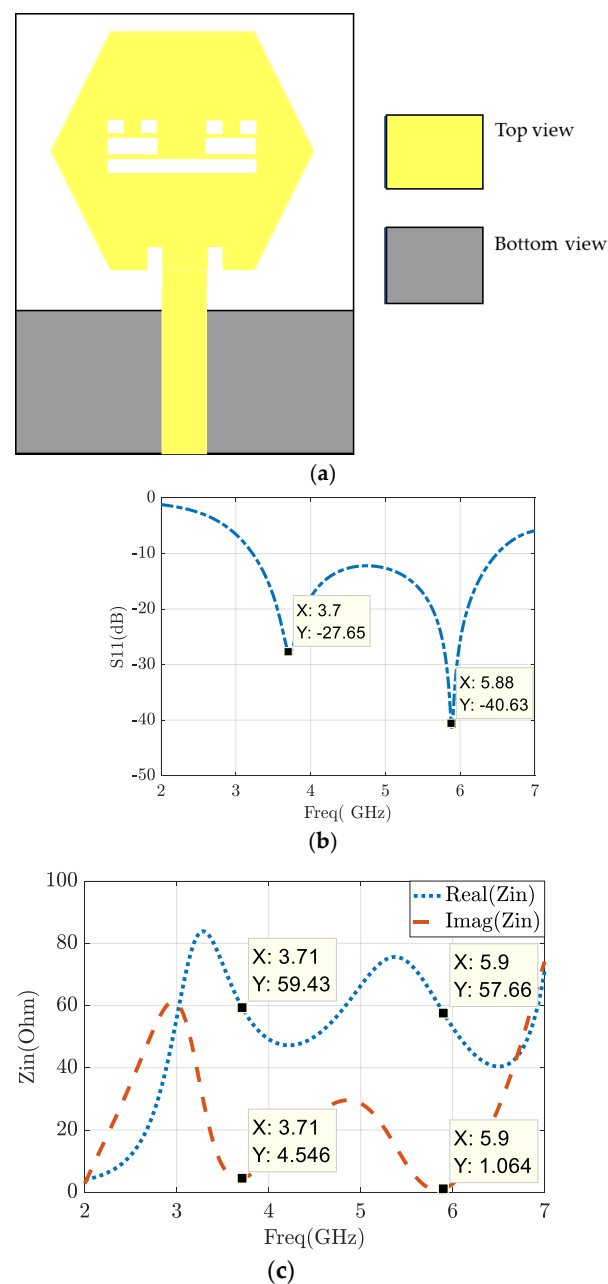 Top view
Bottom view
(a)
0
-10
-20
-30
-40
-50
S11(dB)
X: 3.7
Y: -27.65
X: 5.88
Y: -40.63
2 3 4 5 6 7
Freq( GHz)
(b)
100
80
60
40
20
0
Zin(Ohm)
Real(Zin)
Imag(Zin)
X: 3.71
Y: 59.43
X: 5.9
Y: 57.66
X: 3.71
Y: 4.546
X: 5.9
Y: 1.064
2 3 4 5 6 7
Freq(GHz)
(c)